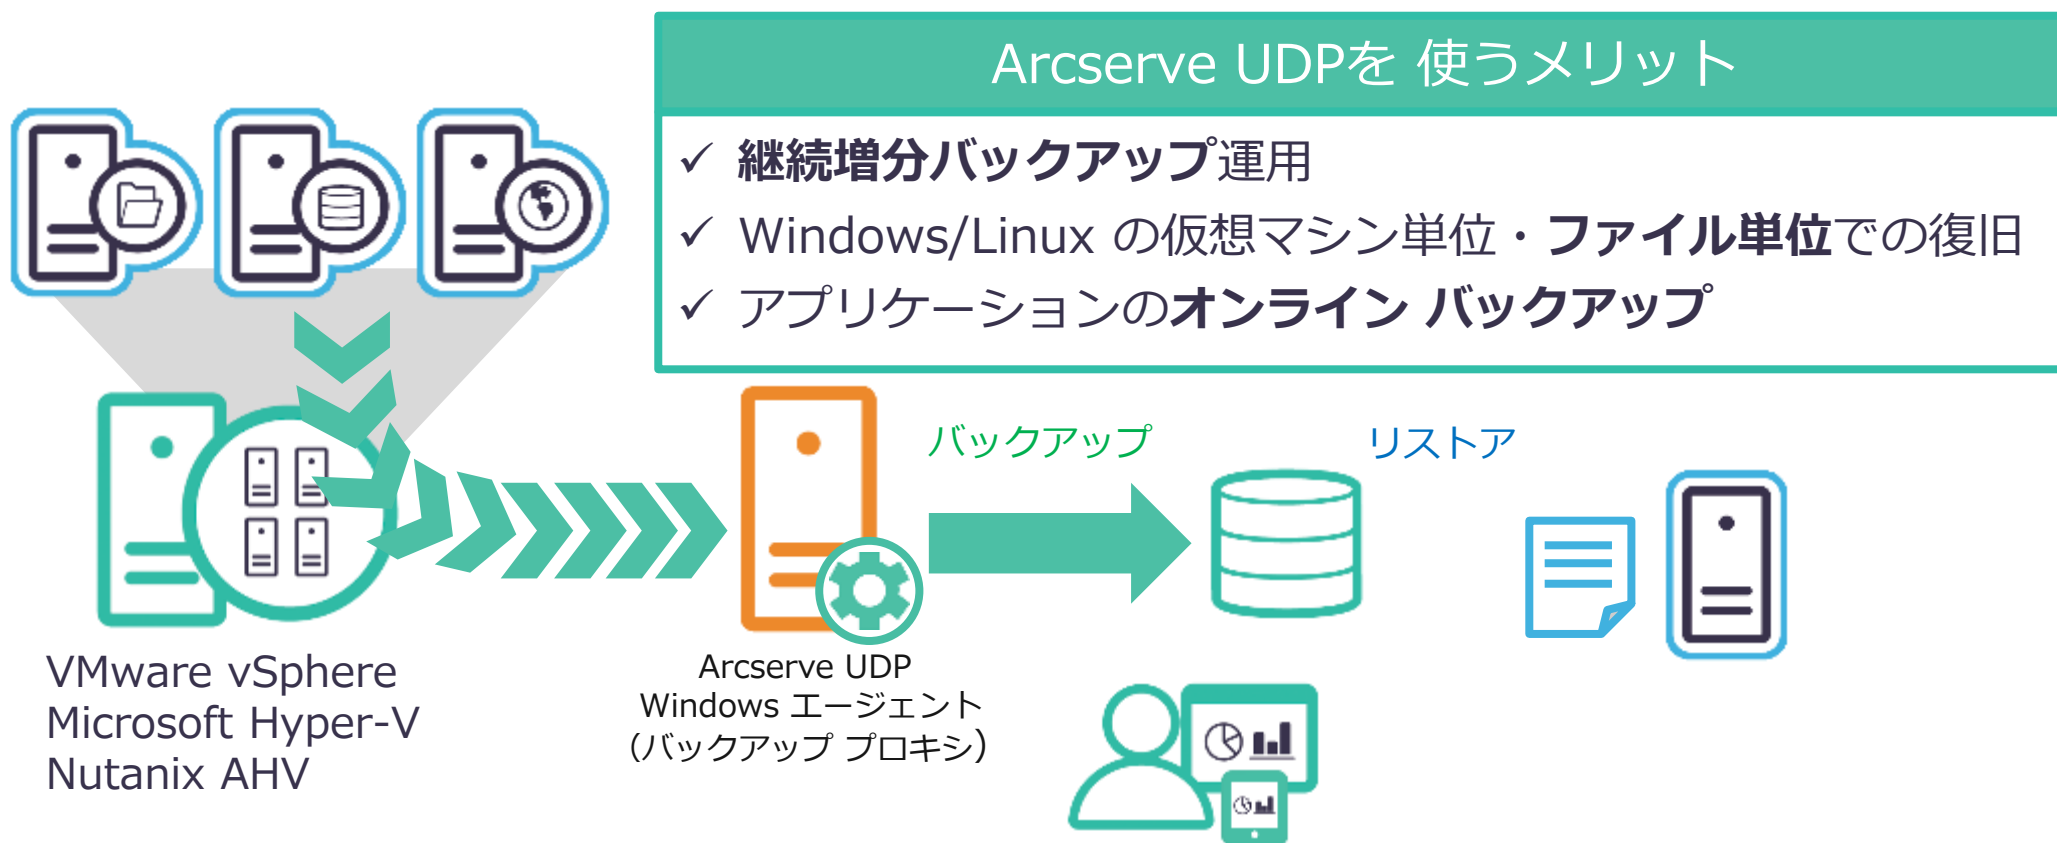 Arcserve UDPを 使うメリット
✓ 継続増分バックアップ運用
✓ Windows/Linux の仮想マシン単位・ファイル単位での復旧
✓ アプリケーションのオンライン バックアップ
バックアップ
リストア
VMware vSphere
Microsoft Hyper-V
Nutanix AHV
Arcserve UDP
Windows エージェント
(バックアップ プロキシ)